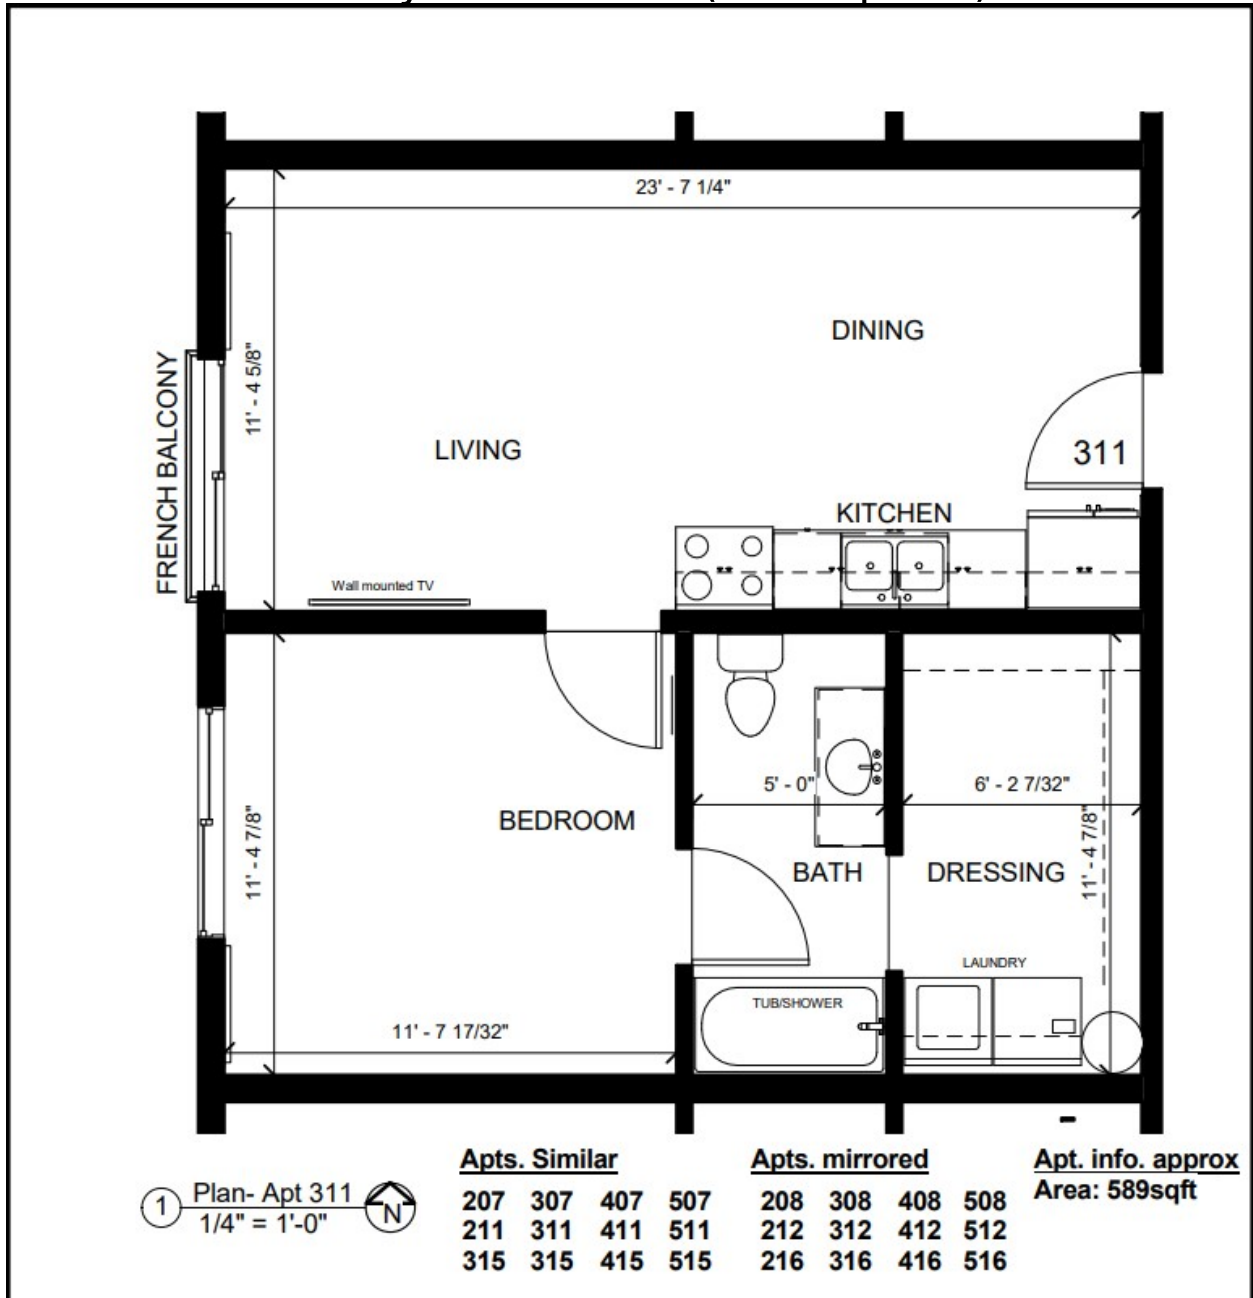 23' - 7 1/4"
DINING
11' - 4 5/8"
FRENCH BALCONY
LIVING
311
KITCHEN
Wall mounted TV
5' - 0"
6' - 2 7/32"
BEDROOM
11' - 4 7/8"
11' - 4 7/8"
BATH
DRESSING
LAUNDRY
TUB/SHOWER
11' - 7 17/32"
1
Plan- Apt 311
1/4" = 1'-0"
N
Apts. Similar
207 307 407 507
211 311 411 511
315 315 415 515
Apts. mirrored
208 308 408 508
212 312 412 512
216 316 416 516
Apt. info. approx
Area: 589sqft